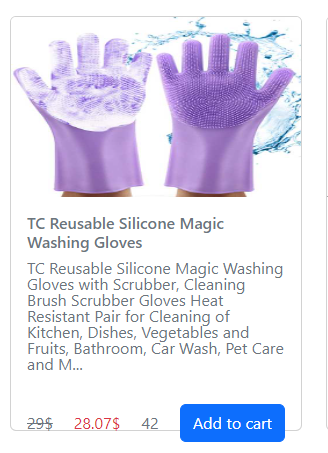 TC Reusable Silicone Magic
Washing Gloves
TC Reusable Silicone Magic Washing
Gloves with Scrubber, Cleaning
Brush Scrubber Gloves Heat
Resistant Pair for Cleaning of
Kitchen, Dishes, Vegetables and
Fruits, Bathroom, Car Wash, Pet Care
and M...
29$ 28.07$ 42 Add to cart